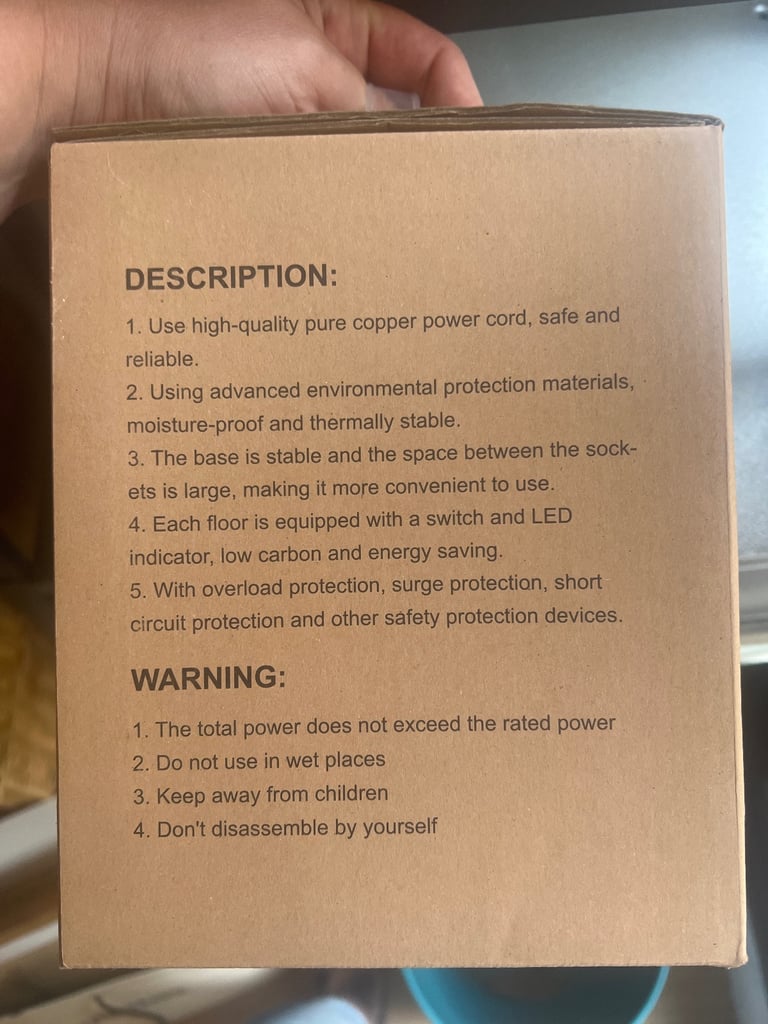 DESCRIPTION:
1. Use high-quality pure copper power cord, safe and
reliable.
2. Using advanced environmental protection materials,
moisture-proof and thermally stable.
3. The base is stable and the space between the sock-
ets is large, making it more convenient to use.
4. Each floor is equipped with a switch and LED
indicator, low carbon and energy saving.
5. With overload protection, surge protection, short
circuit protection and other safety protection devices.
WARNING:
1. The total power does not exceed the rated power
2. Do not use in wet places
3. Keep away from children
4. Don't disassemble by yourself